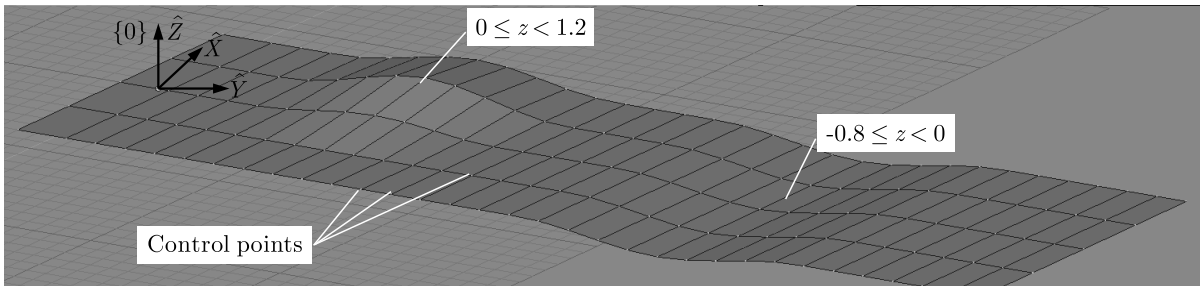 {0}
Ẑ
X̂
Ŷ
0 ≤ z < 1.2
-0.8 ≤ z < 0
Control points